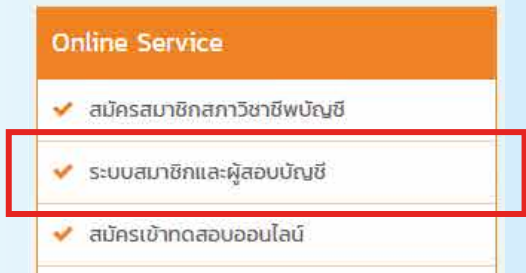 Online Service
สมัครสมาชิกสภาวิชาชีพบัญชี
ระบบสมาชิกและผู้สอบบัญชี
สมัครเข้าทดสอบออนไลน์